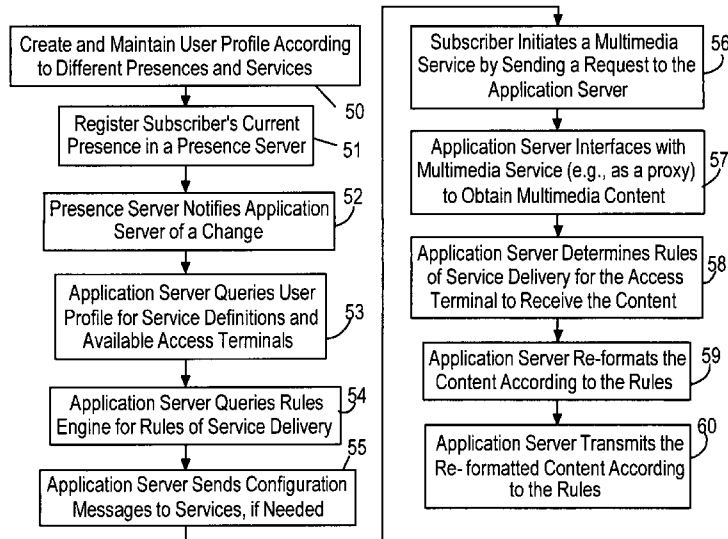 Create and Maintain User Profile According
to Different Presences and Services
50
Register Subscriber's Current
Presence in a Presence Server
51
Presence Server Notifies Application
Server of a Change
52
Application Server Queries User
Profile for Service Definitions and
Available Access Terminals
53
Application Server Queries Rules
Engine for Rules of Service Delivery
54
Application Server Sends Configuration
Messages to Services, if Needed
55
Subscriber Initiates a Multimedia
Service by Sending a Request to the
Application Server
56
Application Server Interfaces with
Multimedia Service (e.g., as a proxy)
to Obtain Multimedia Content
57
Application Server Determines Rules
of Service Delivery for the Access
Terminal to Receive the Content
58
Application Server Re-formats the
Content According to the Rules
59
Application Server Transmits the
Re- formatted Content According
to the Rules
60